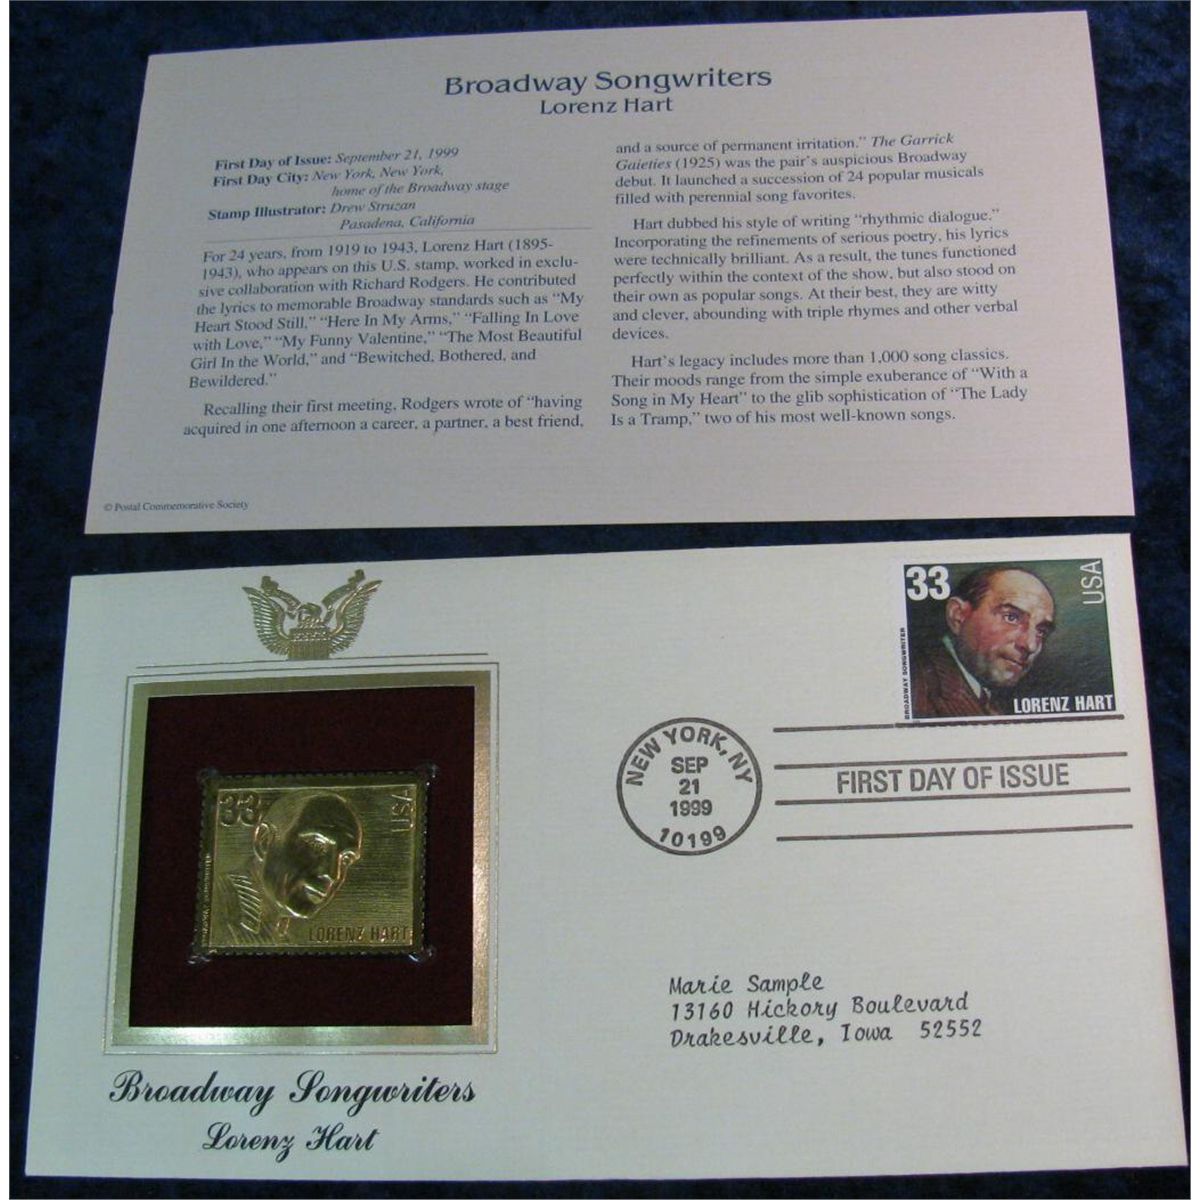 Broadway Songwriters
Lorenz Hart
First Day of Issue: September 21, 1999
First Day City: New York, New York,
home of the Broadway stage
Stamp Illustrator: Drew Struzan
Pasadena, California
For 24 years, from 1919 to 1943, Lorenz Hart (1895-
1943), who appears on this U.S. stamp, worked in exclu-
sive collaboration with Richard Rodgers. He contributed
the lyrics to memorable Broadway standards such as “My
Heart Stood Still,” “Here In My Arms,” “Falling In Love
with Love,” “My Funny Valentine,” “The Most Beautiful
Girl In the World,” and “Bewitched, Bothered, and
Bewildered.”
Recalling their first meeting, Rodgers wrote of “having
acquired in one afternoon a career, a partner, a best friend,
and a source of permanent irritation.” The Garrick
Gaieties (1925) was the pair's auspicious Broadway
debut. It launched a succession of 24 popular musicals
filled with perennial song favorites.
Hart dubbed his style of writing “rhythmic dialogue.”
Incorporating the refinements of serious poetry, his lyrics
were technically brilliant. As a result, the tunes functioned
perfectly within the context of the show, but also stood on
their own as popular songs. At their best, they are witty
and clever, abounding with triple rhymes and other verbal
devices.
Hart's legacy includes more than 1,000 song classics.
Their moods range from the simple exuberance of “With a
Song in My Heart” to the glib sophistication of “The Lady
Is a Tramp,” two of his most well-known songs.
© Postal Commemorative Society
33
USA
BROADWAY SONGWRITER
LORENZ HART
NEW YORK, NY
SEP
21
1999
10199
FIRST DAY OF ISSUE
33
USA
BROADWAY SONGWRITER
LORENZ HART
Marie Sample
13160 Hickory Boulevard
Drakesville, Iowa 52552
Broadway Songwriters
Lorenz Hart